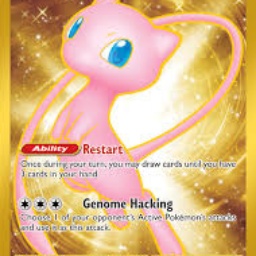 Ability Restart
Once during your turn, you may draw cards until you have
3 cards in your hand.
Genome Hacking
Choose 1 of your opponent's Active Pokémon's attacks
and use it as this attack.